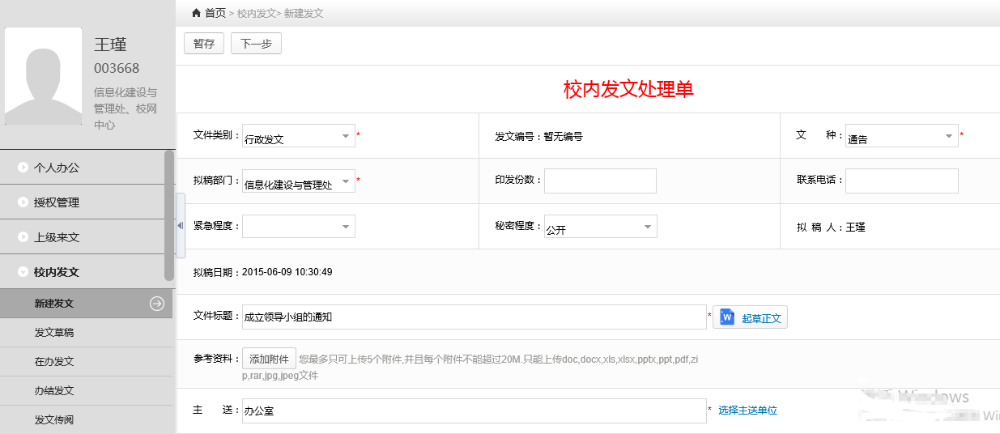 首页 > 校内发文> 新建发文
王瑾
003668
信息化建设与
管理处、校网
中心
个人办公
授权管理
上级来文
校内发文
新建发文
发文草稿
在办发文
办结发文
发文传阅
暂存 下一步
校内发文处理单
文件类别： 行政发文 * 发文编号：暂无编号 文 种： 通告 *
拟稿部门： 信息化建设与管理处 * 印发份数： 联系电话：
紧急程度： 秘密程度： 公开 拟 稿 人：王瑾
拟稿日期：2015-06-09 10:30:49
文件标题： 成立领导小组的通知 * W 起草正文
参考资料： 添加附件 您最多只可上传5个附件,并且每个附件不能超过20M.只能上传doc,docx,xls,xlsx,pptx,ppt,pdf,zi
p,rar,jpg,jpeg文件
主 送： 办公室 * 选择主送单位
Windows
Win